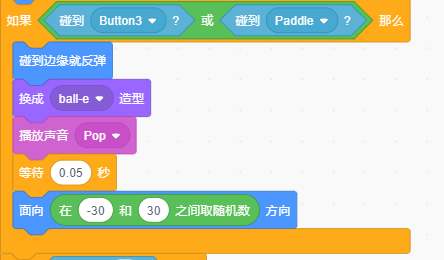 如果 碰到 Button3 ? 或 碰到 Paddle ? 那么
碰到边缘就反弹
换成 ball-e 造型
播放声音 Pop
等待 0.05 秒
面向 在 -30 和 30 之间取随机数 方向